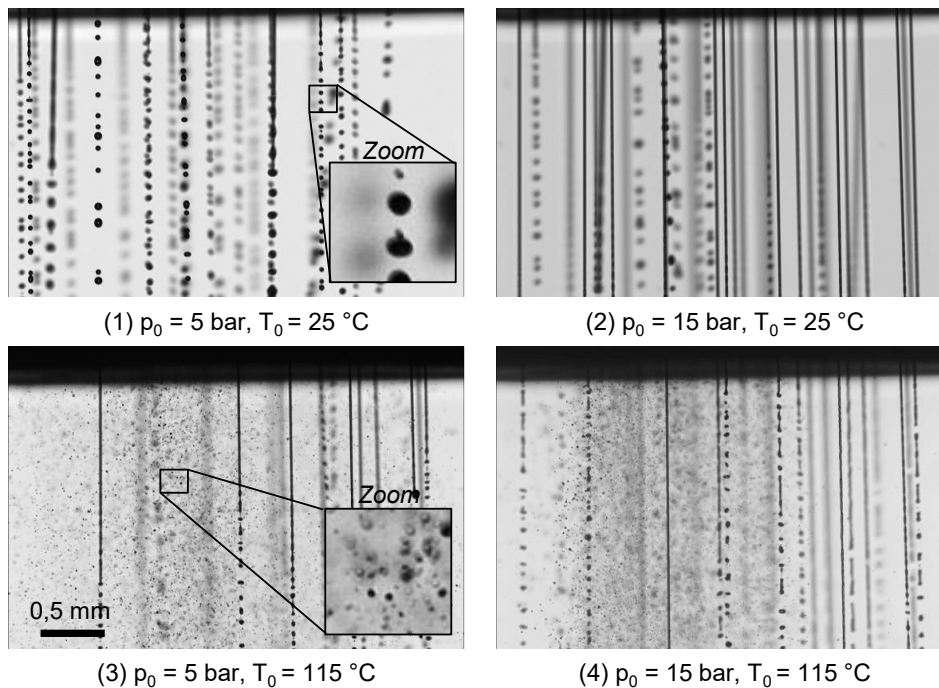 Zoom
(1) p₀ = 5 bar, T₀ = 25 °C
(2) p₀ = 15 bar, T₀ = 25 °C
Zoom
0,5 mm
(3) p₀ = 5 bar, T₀ = 115 °C
(4) p₀ = 15 bar, T₀ = 115 °C